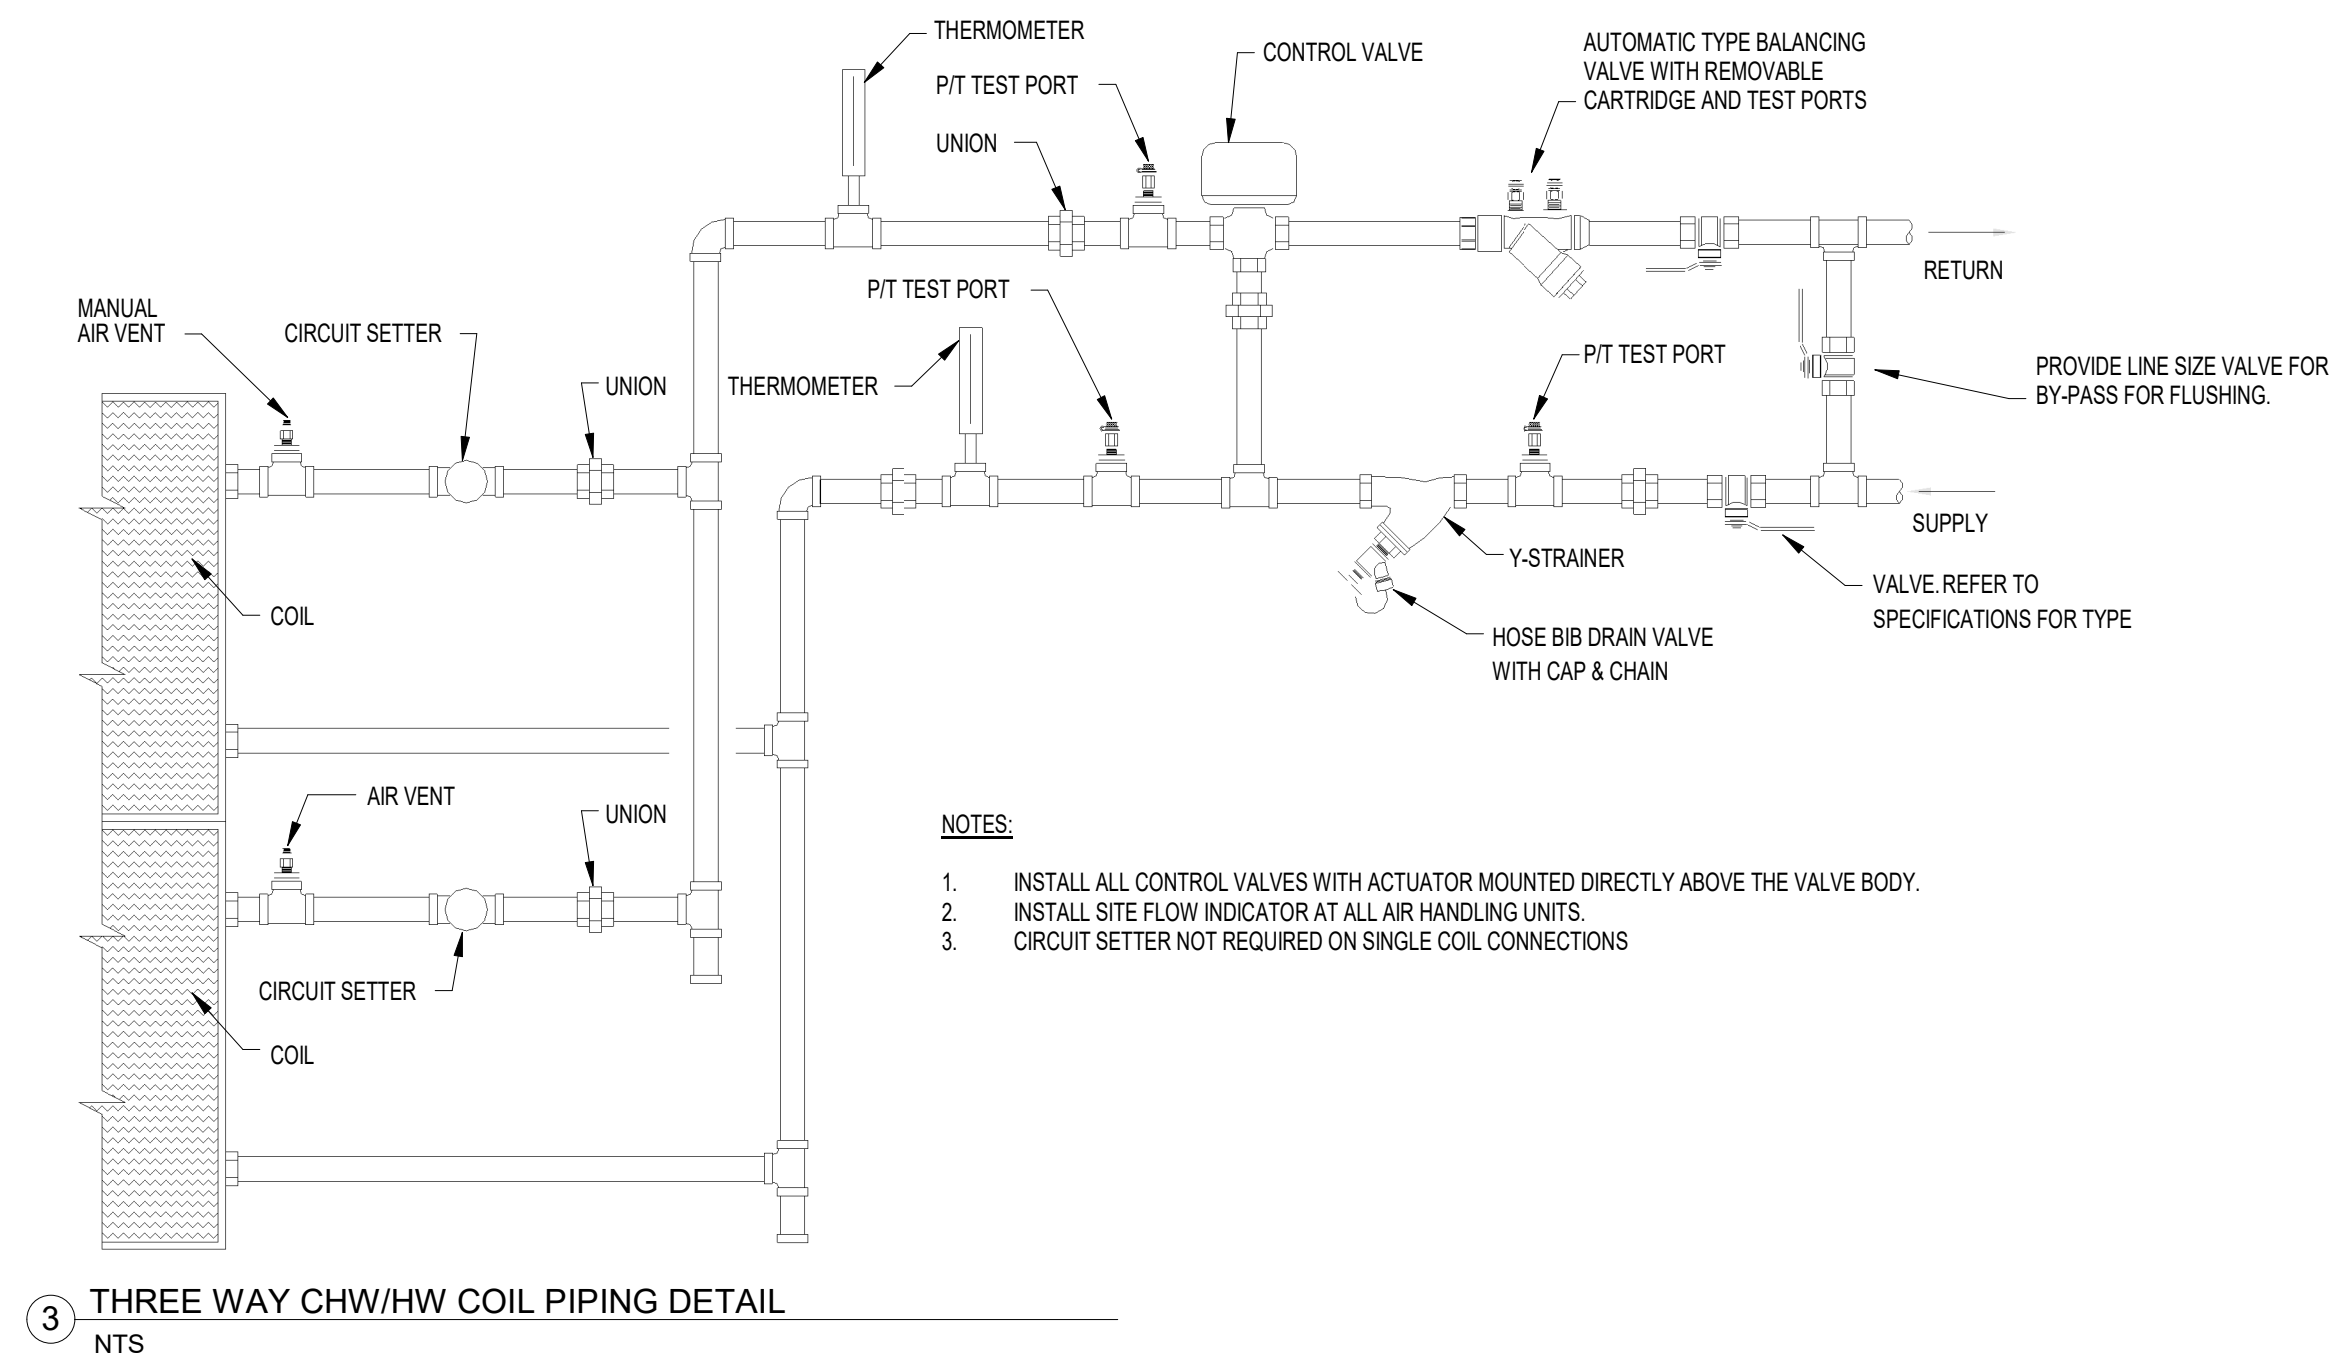 THERMOMETER
P/T TEST PORT
UNION
CONTROL VALVE
AUTOMATIC TYPE BALANCING
VALVE WITH REMOVABLE
CARTRIDGE AND TEST PORTS
RETURN
P/T TEST PORT
MANUAL
AIR VENT
CIRCUIT SETTER
UNION
THERMOMETER
P/T TEST PORT
PROVIDE LINE SIZE VALVE FOR
BY-PASS FOR FLUSHING.
SUPPLY
Y-STRAINER
VALVE. REFER TO
SPECIFICATIONS FOR TYPE
COIL
HOSE BIB DRAIN VALVE
WITH CAP & CHAIN
AIR VENT
UNION
CIRCUIT SETTER
COIL
NOTES:
1. INSTALL ALL CONTROL VALVES WITH ACTUATOR MOUNTED DIRECTLY ABOVE THE VALVE BODY.
2. INSTALL SITE FLOW INDICATOR AT ALL AIR HANDLING UNITS.
3. CIRCUIT SETTER NOT REQUIRED ON SINGLE COIL CONNECTIONS
3 THREE WAY CHW/HW COIL PIPING DETAIL
NTS